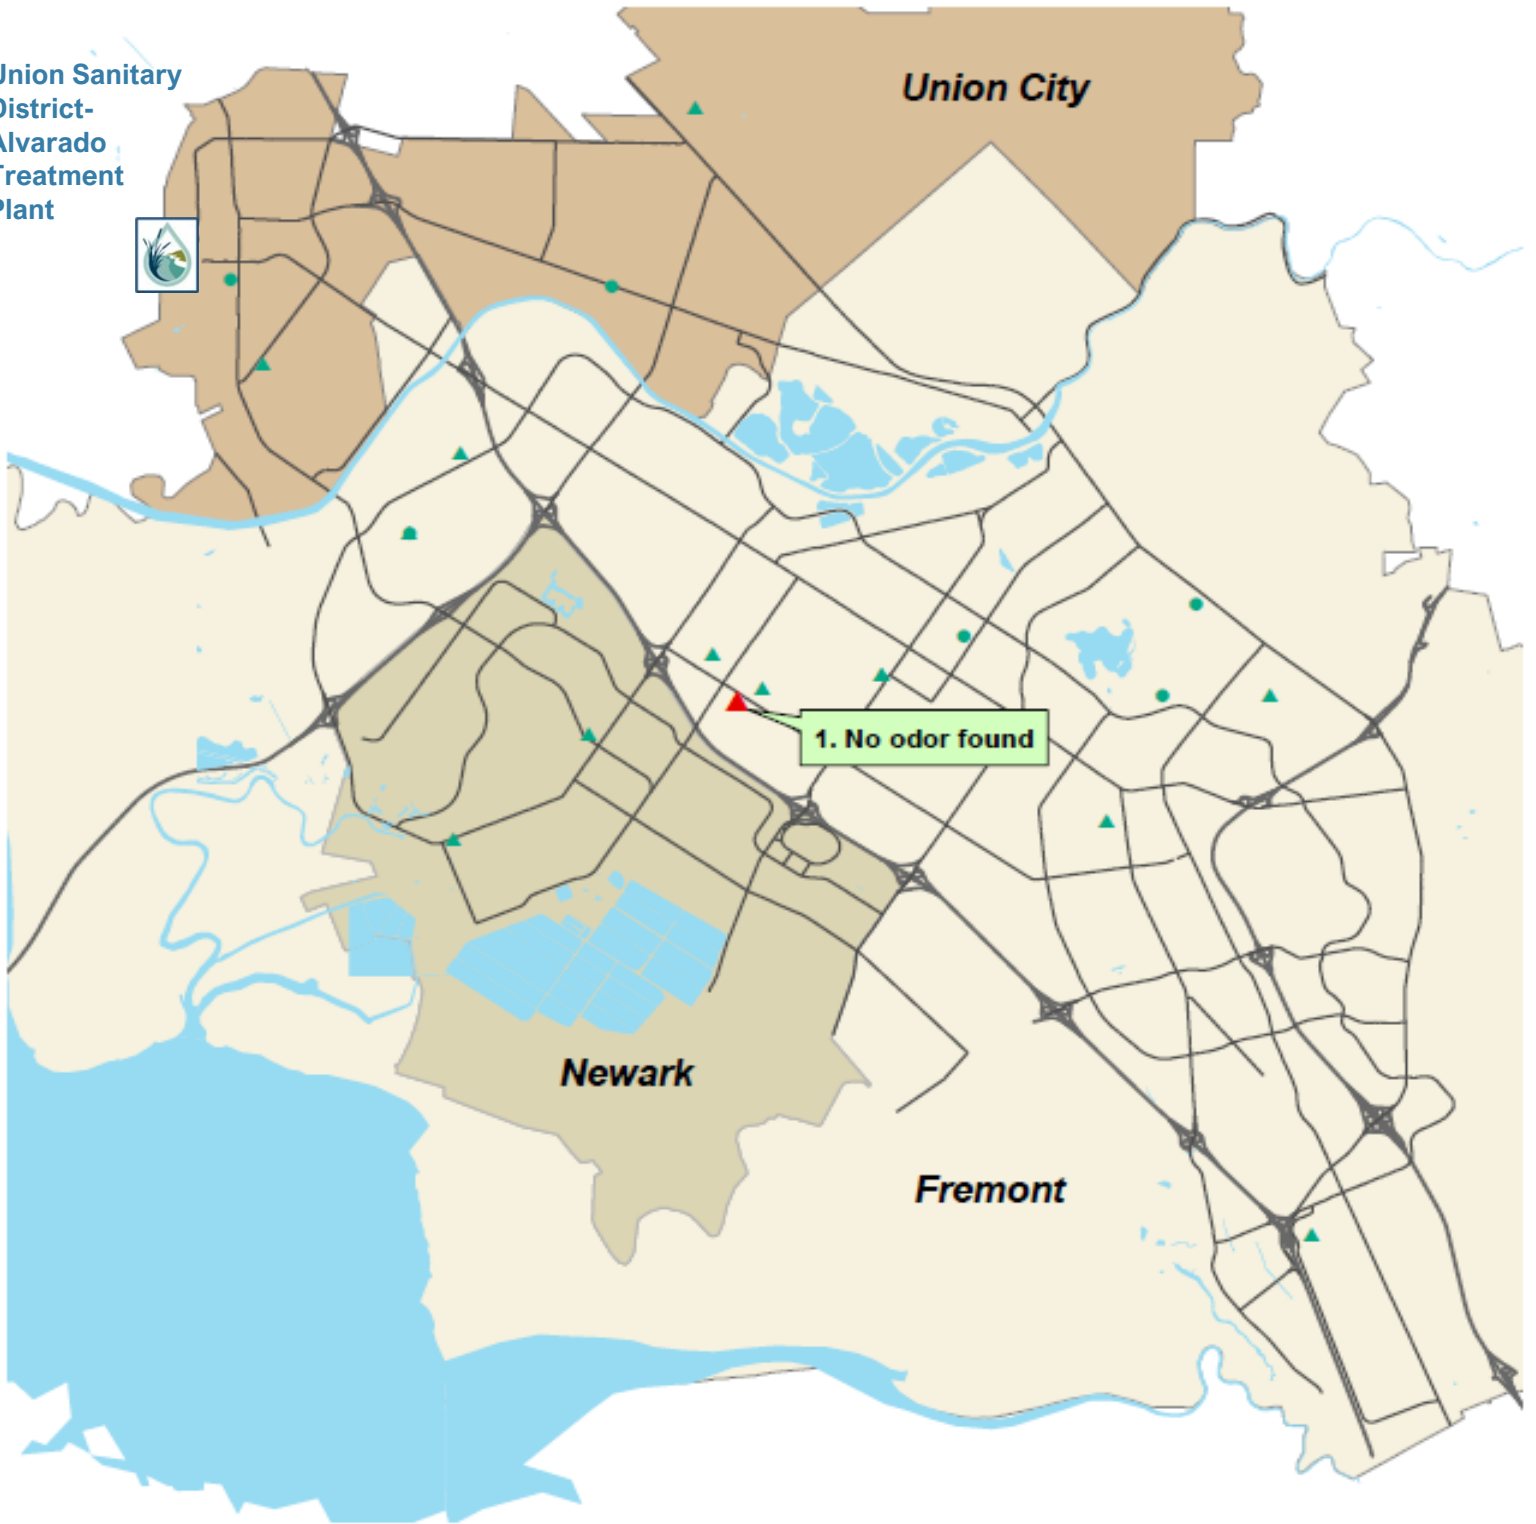 Union Sanitary
District-
Alvarado
Treatment
Plant
Union City
1. No odor found
Newark
Fremont